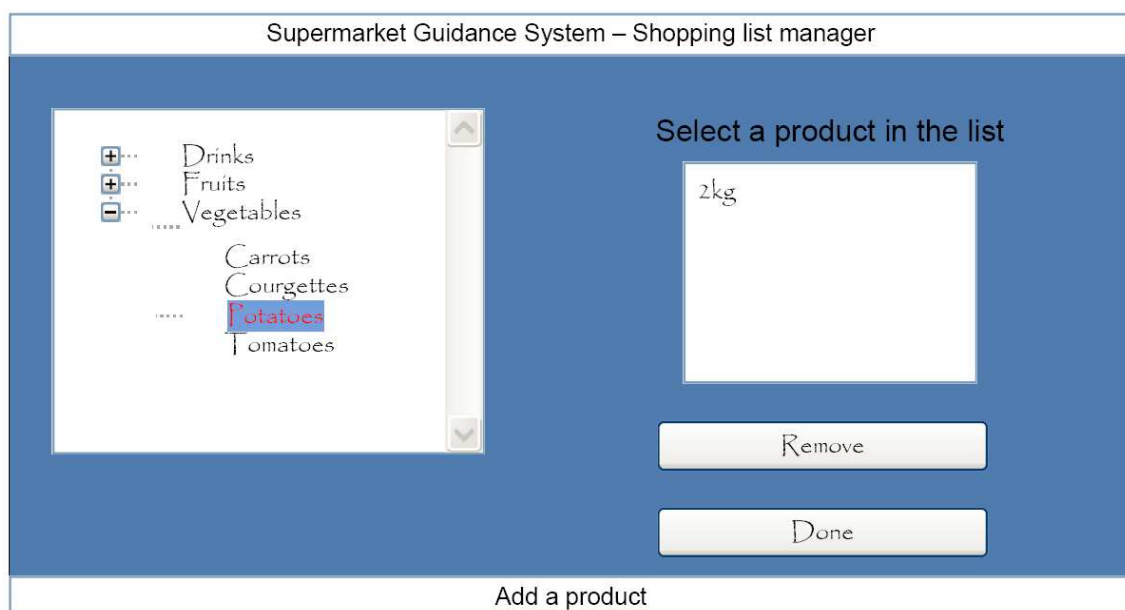 Supermarket Guidance System – Shopping list manager
Drinks
Fruits
Vegetables
Carrots
Courgettes
Potatoes
Tomatoes
Select a product in the list
2kg
Remove
Done
Add a product